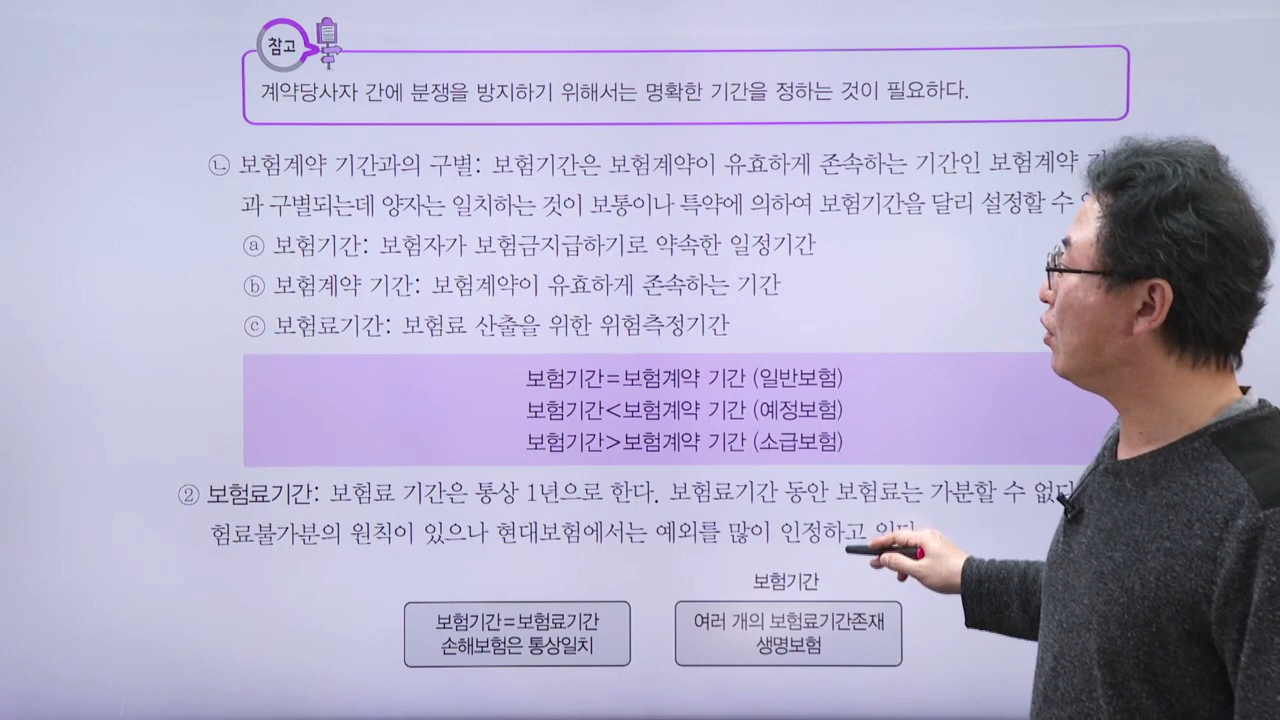 참고
계약당사자 간에 분쟁을 방지하기 위해서는 명확한 기간을 정하는 것이 필요하다.
㉡ 보험계약 기간과의 구별: 보험기간은 보험계약이 유효하게 존속하는 기간인 보험계약
과 구별되는데 양자는 일치하는 것이 보통이나 특약에 의하여 보험기간을 달리 설정할 수
ⓐ 보험기간: 보험자가 보험금지급하기로 약속한 일정기간
ⓑ 보험계약 기간: 보험계약이 유효하게 존속하는 기간
ⓒ 보험료기간: 보험료 산출을 위한 위험측정기간
보험기간=보험계약 기간 (일반보험)
보험기간<보험계약 기간 (예정보험)
보험기간>보험계약 기간 (소급보험)
② 보험료기간: 보험료 기간은 통상 1년으로 한다. 보험료기간 동안 보험료는 가분할 수 없다
험료불가분의 원칙이 있으나 현대보험에서는 예외를 많이 인정하고 있다
보험기간
보험기간=보험료기간
손해보험은 통상일치
여러 개의 보험료기간존재
생명보험